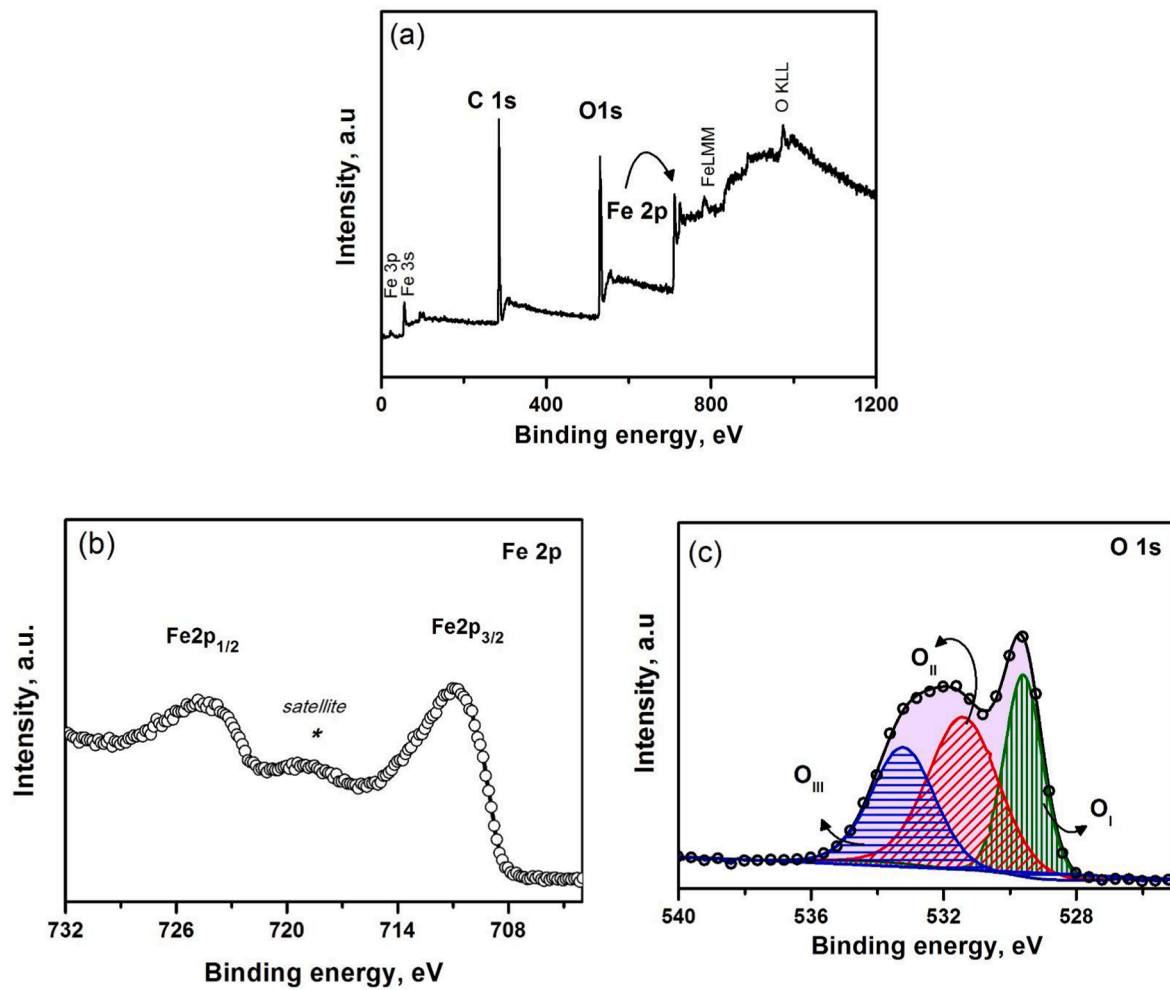 (a)
C 1s
O1s
Fe 2p
FeLMM
O KLL
Fe 3p
Fe 3s
Intensity, a.u
0
400
800
1200
Binding energy, eV
(b)
Fe 2p
Fe2p1/2
Fe2p3/2
satellite
*
Intensity, a.u.
732
726
720
714
708
Binding energy, eV
(c)
O 1s
OII
OIII
OI
Intensity, a.u
540
536
532
528
Binding energy, eV